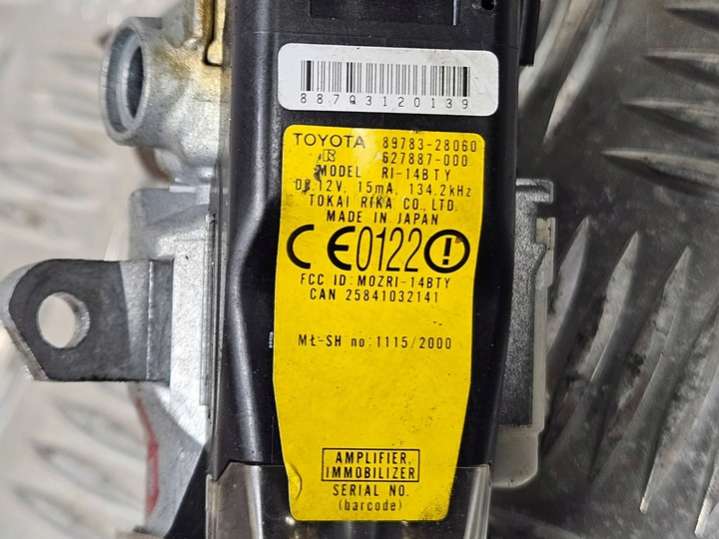 887Q3120139
TOYOTA 89783-28060
627887-000
MODEL RI-14BTY
DC 12V, 15mA, 134.2kHz
TOKAI RIKA CO., LTD.
MADE IN JAPAN
CE0122
FCC ID: MOZRI-14BTY
CAN 25841032141
MŁ-SH no:1115/2000
AMPLIFIER,
IMMOBILIZER
SERIAL NO.
(barcode)